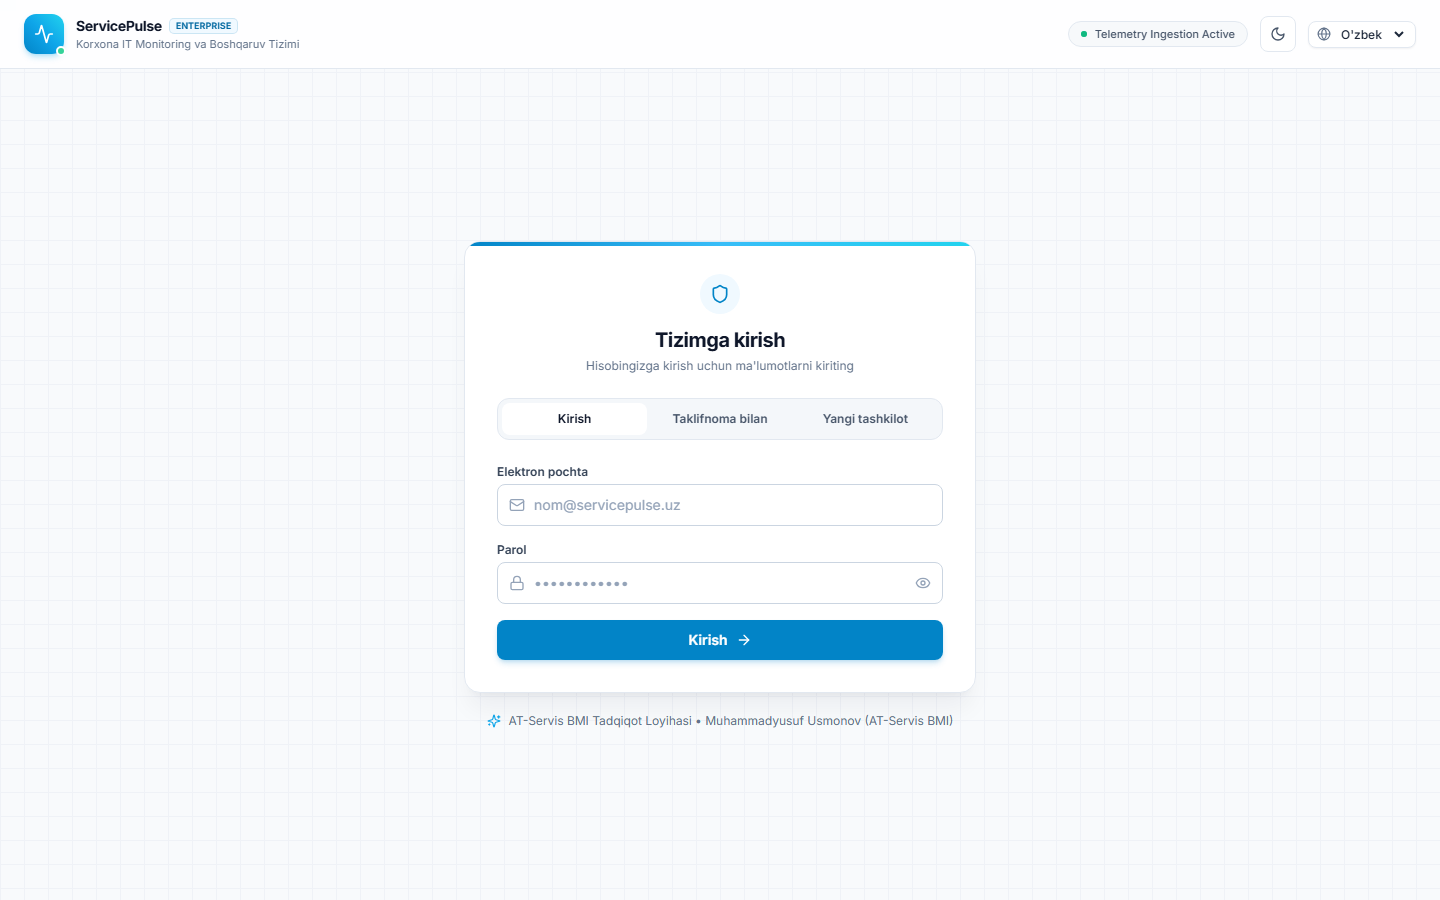 ServicePulse ENTERPRISE
Korxona IT Monitoring va Boshqaruv Tizimi
Telemetry Ingestion Active
O'zbek
Tizimga kirish
Hisobingizga kirish uchun ma'lumotlarni kiriting
Kirish Taklifnoma bilan Yangi tashkilot
Elektron pochta
nom@servicepulse.uz
Parol
••••••••••••
Kirish →
AT-Servis BMI Tadqiqot Loyihasi • Muhammadyusuf Usmonov (AT-Servis BMI)